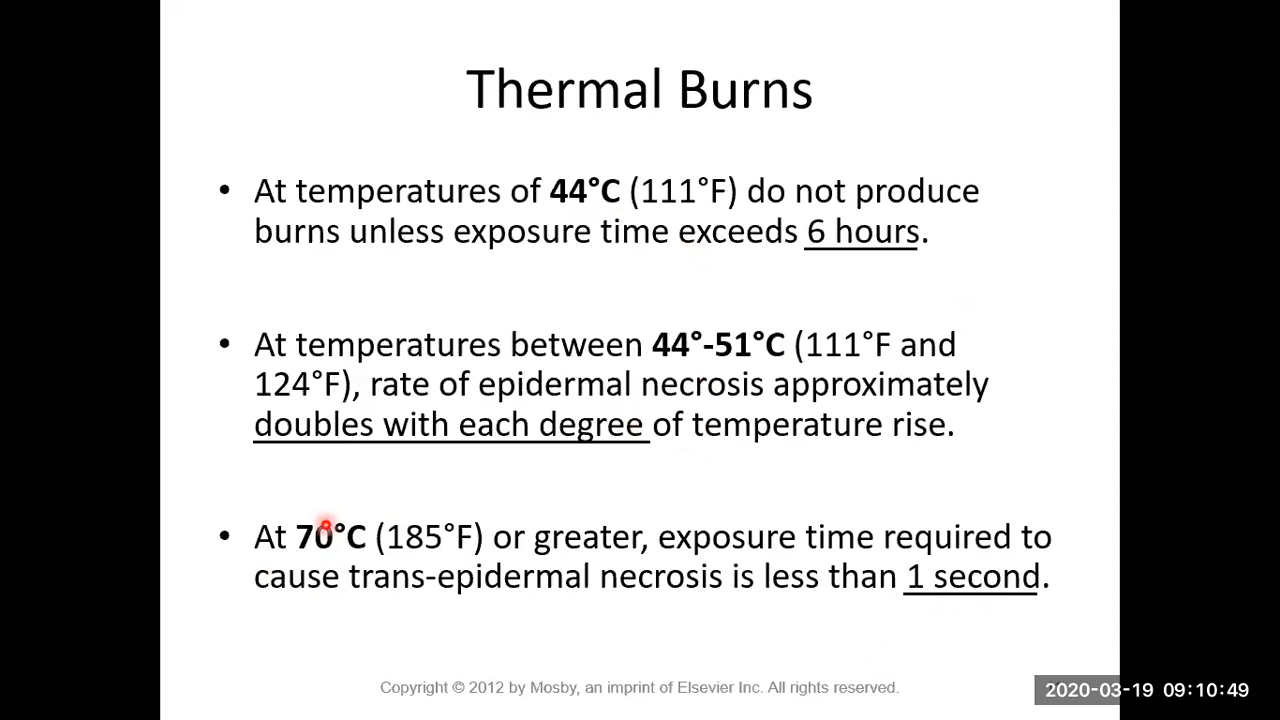 Thermal Burns
• At temperatures of 44°C (111°F) do not produce
burns unless exposure time exceeds 6 hours.
• At temperatures between 44°-51°C (111°F and
124°F), rate of epidermal necrosis approximately
doubles with each degree of temperature rise.
• At 70°C (185°F) or greater, exposure time required to
cause trans-epidermal necrosis is less than 1 second.
Copyright © 2012 by Mosby, an imprint of Elsevier Inc. All rights reserved.
2020-03-19 09:10:49